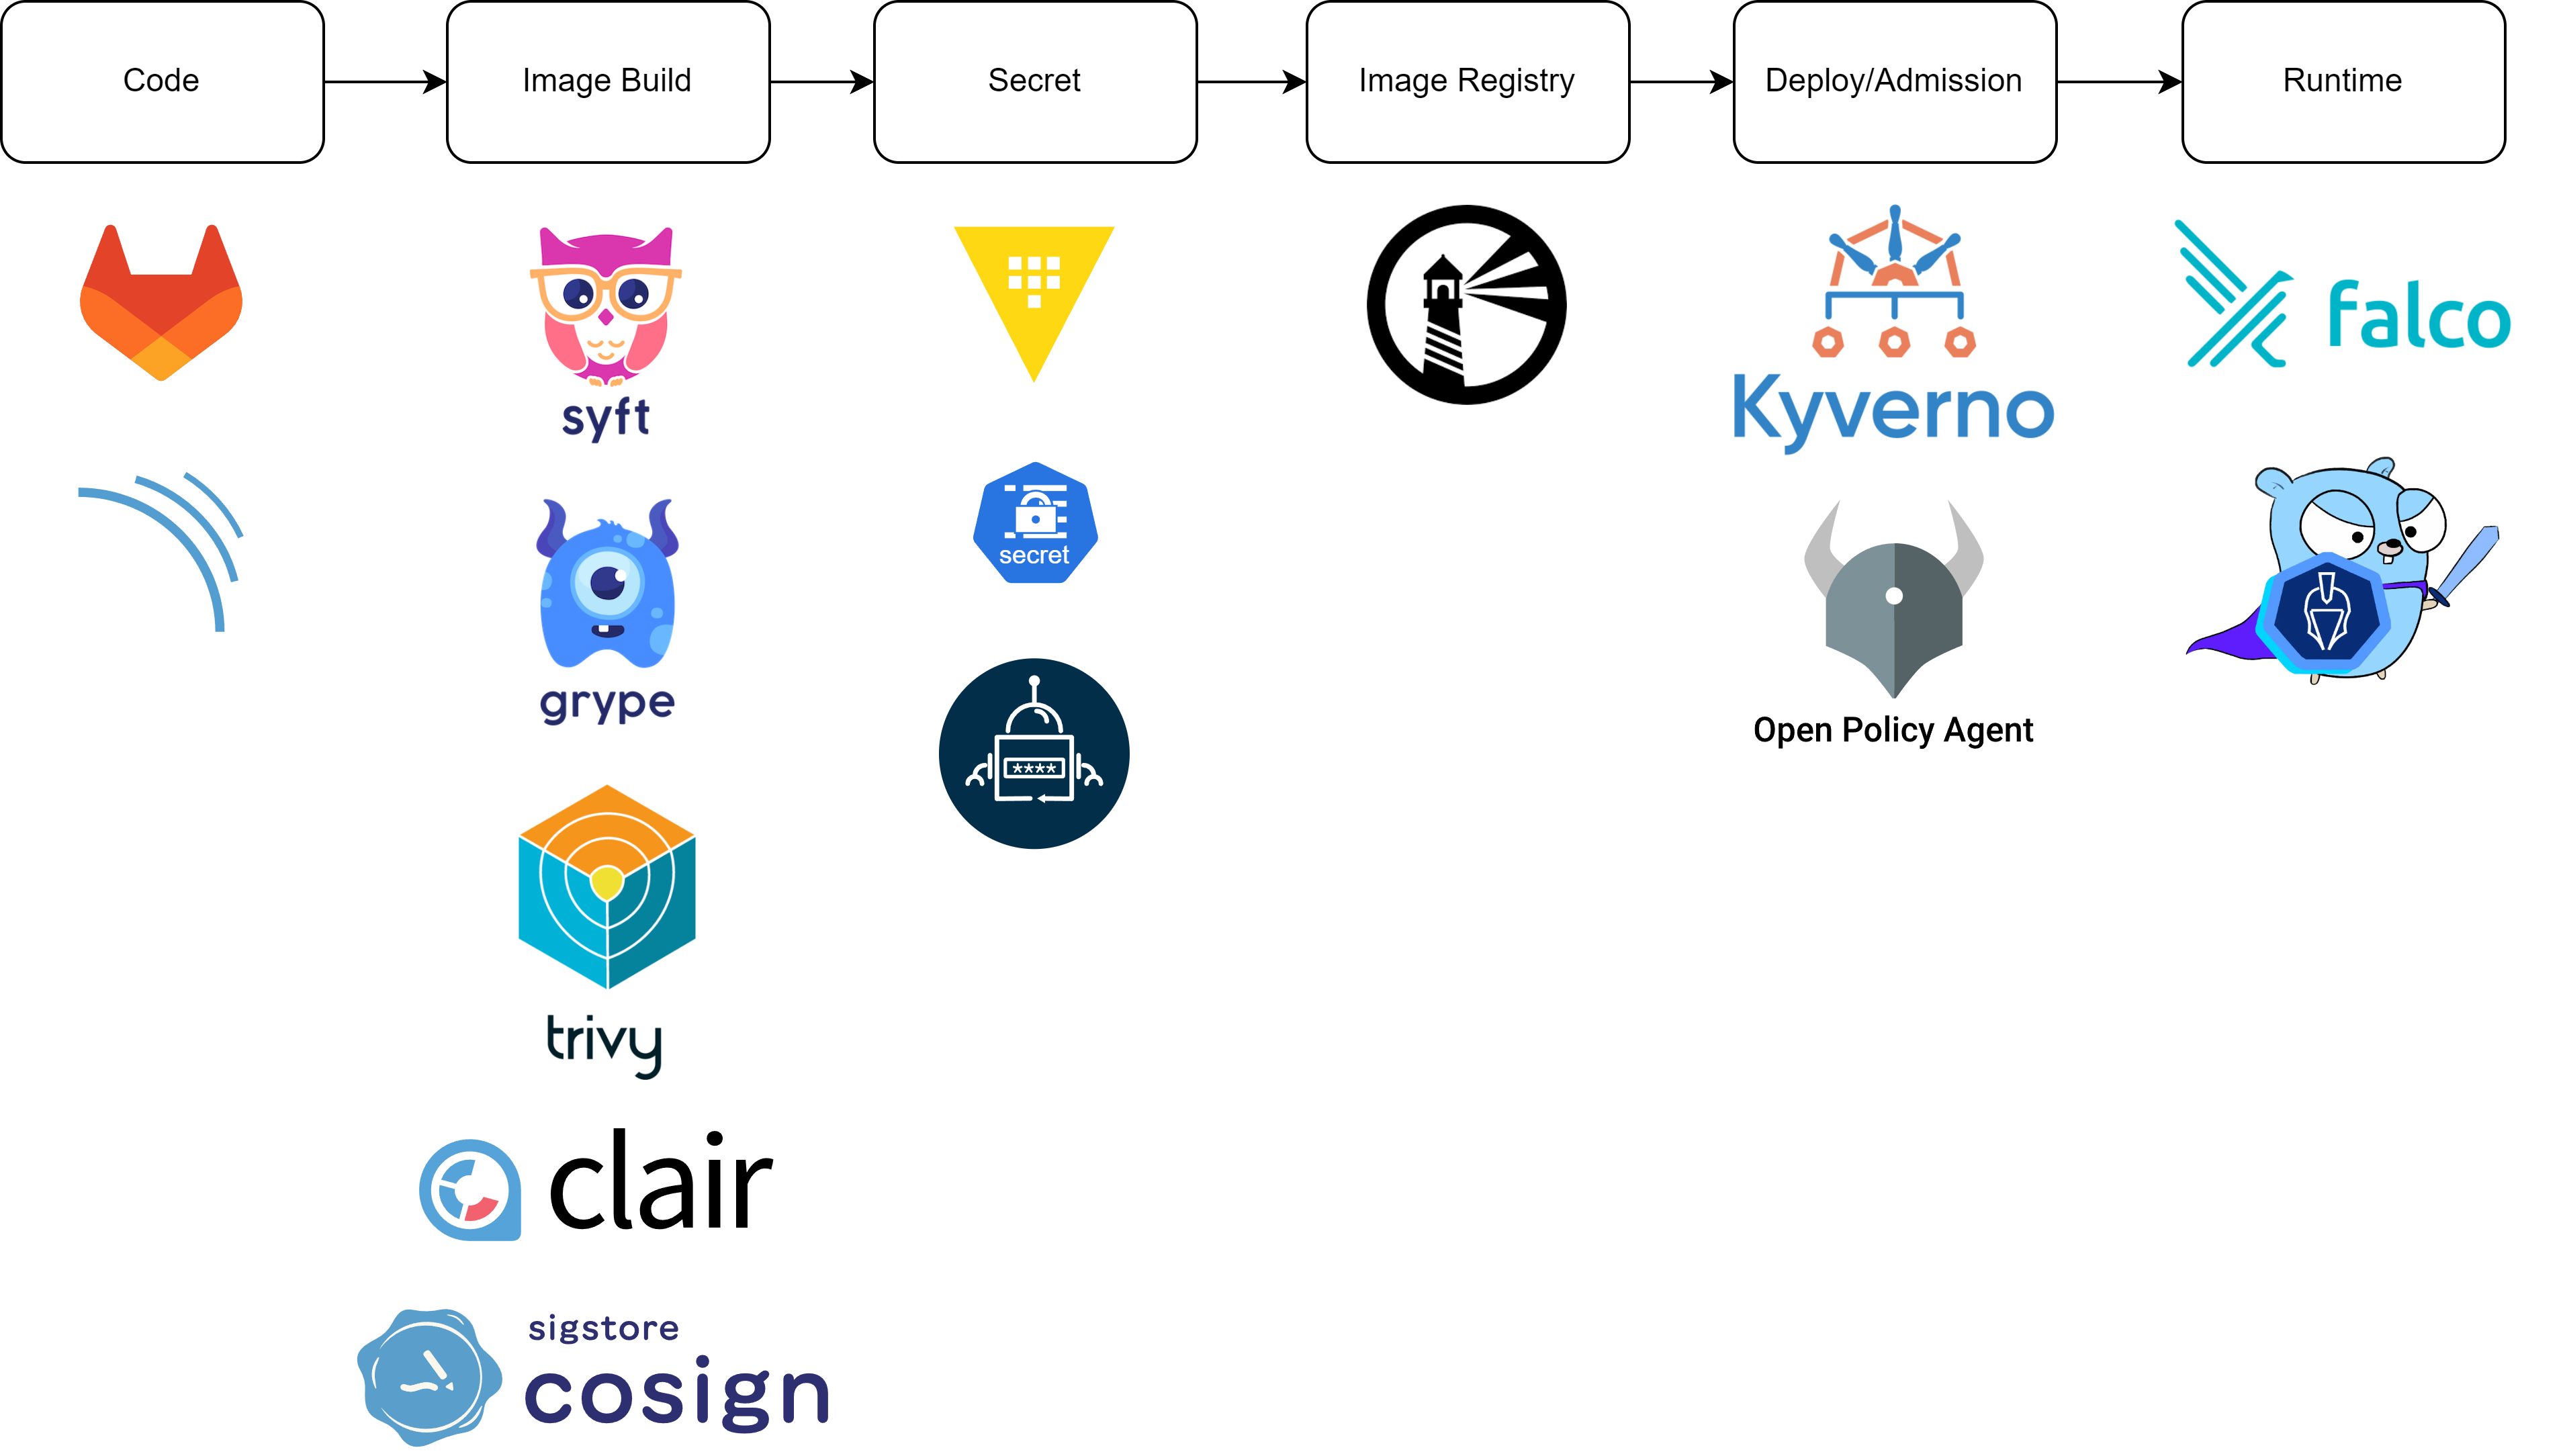 Code
Image Build
Secret
Image Registry
Deploy/Admission
Runtime
syft
grype
trivy
clair
sigstore
cosign
secret
****
Kyverno
Open Policy Agent
falco